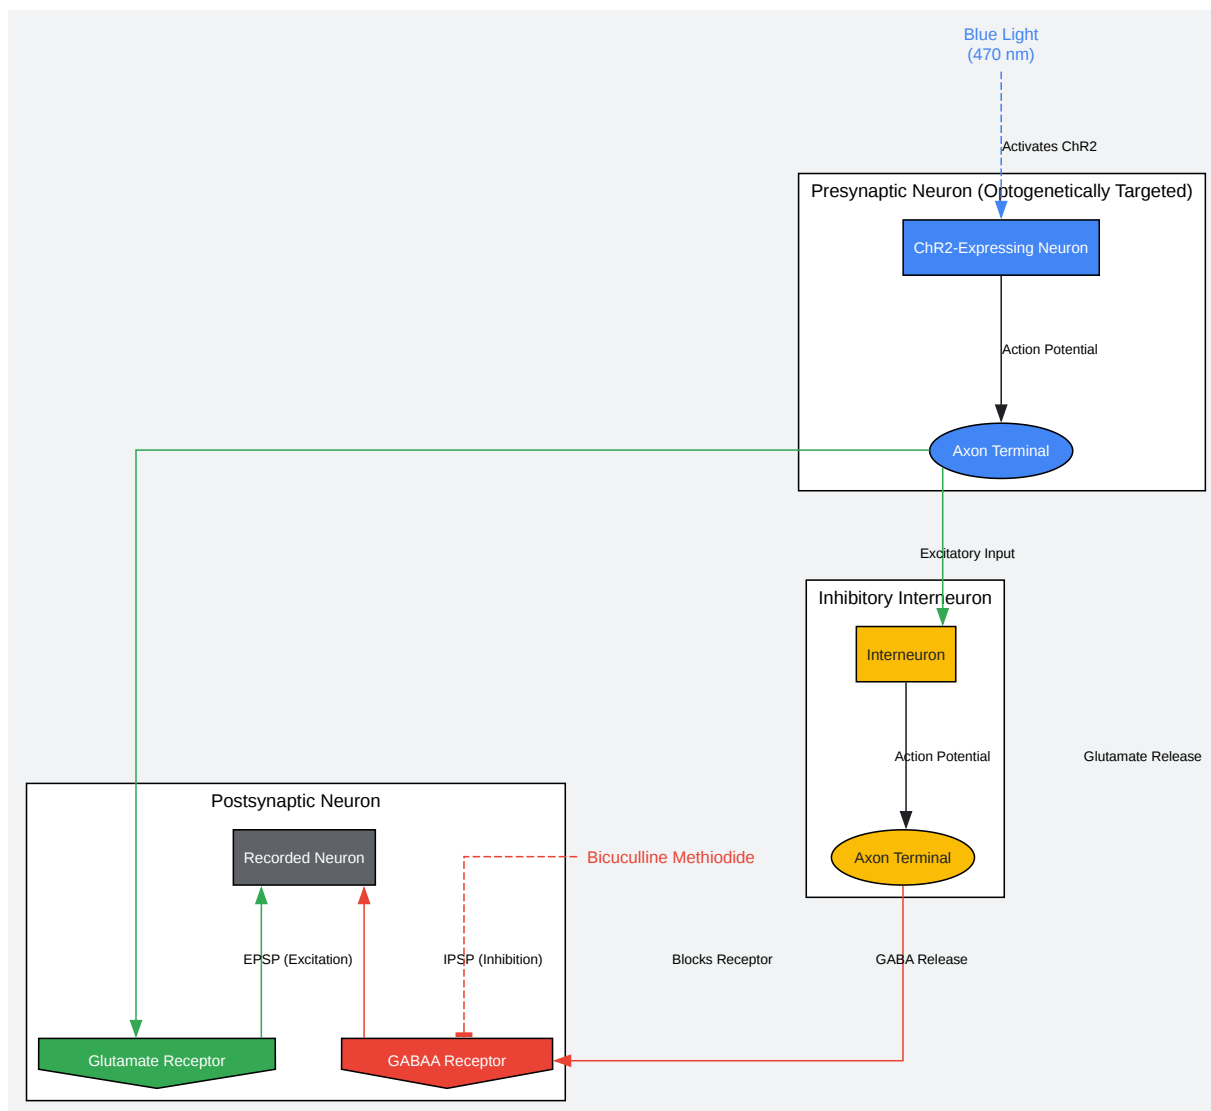 Blue Light
(470 nm)
Activates ChR2
Presynaptic Neuron (Optogenetically Targeted)
ChR2-Expressing Neuron
Action Potential
Axon Terminal
Excitatory Input
Inhibitory Interneuron
Interneuron
Action Potential
Glutamate Release
Postsynaptic Neuron
Recorded Neuron
Bicuculline Methiodide
Axon Terminal
EPSP (Excitation)
IPSP (Inhibition)
Blocks Receptor
GABA Release
Glutamate Receptor
GABAA Receptor